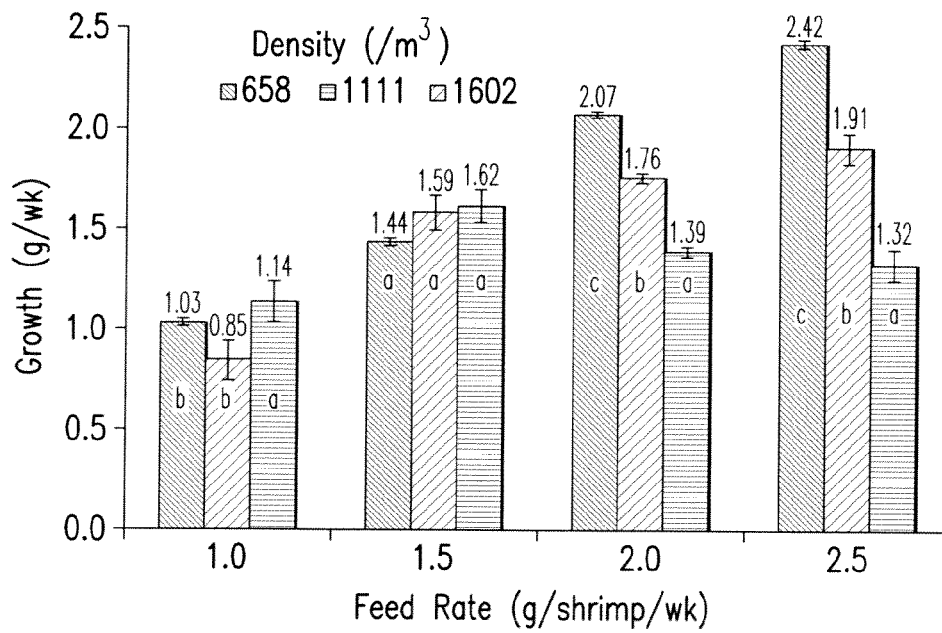 Density (/m³)
658 1111 1602
Growth (g/wk)
2.5
2.0
1.5
1.0
0.5
0.0
1.03 0.85 1.14
b b a
1.44 1.59 1.62
a a a
2.07 1.76 1.39
c b a
2.42 1.91 1.32
c b a
1.0 1.5 2.0 2.5
Feed Rate (g/shrimp/wk)